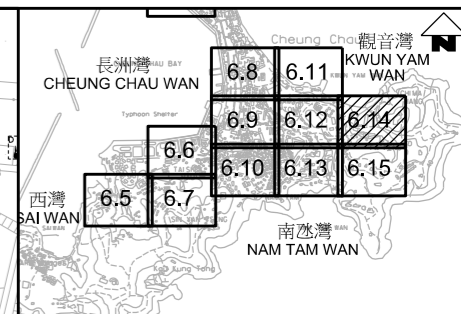 Cheung Chau
觀音灣
KWUN YAM
WAN
N
長洲灣
CHEUNG CHAU WAN
6.8
6.11
Typhoon Shelter
6.9
6.12
6.14
6.6
6.10
6.13
6.15
西灣
SAI WAN
SAI WAN
6.5
6.7
南氹灣
NAM TAM WAN